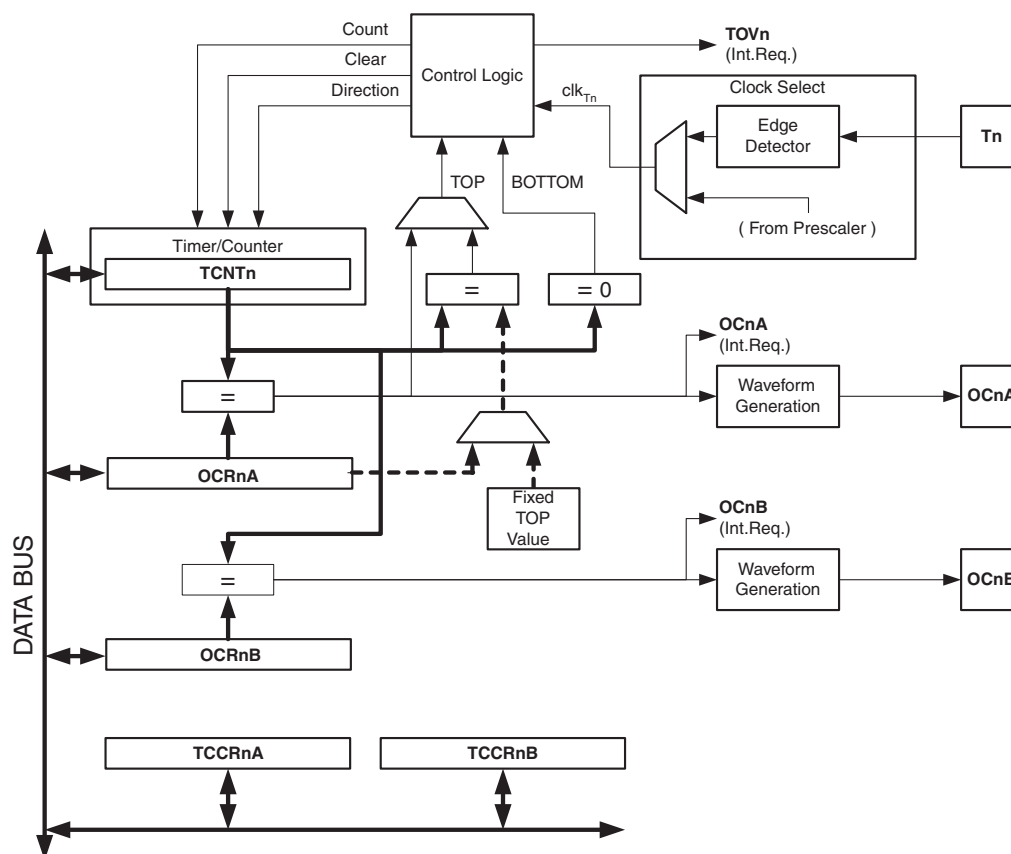 Count
Clear
Direction
Control Logic
TOVn
(Int.Req.)
clkTn
Clock Select
Edge
Detector
Tn
( From Prescaler )
TOP
BOTTOM
Timer/Counter
TCNTn
=
= 0
OCnA
(Int.Req.)
=
Waveform
Generation
OCnA
OCRnA
Fixed
TOP
Value
OCnB
(Int.Req.)
=
Waveform
Generation
OCnB
OCRnB
DATA BUS
TCCRnA
TCCRnB